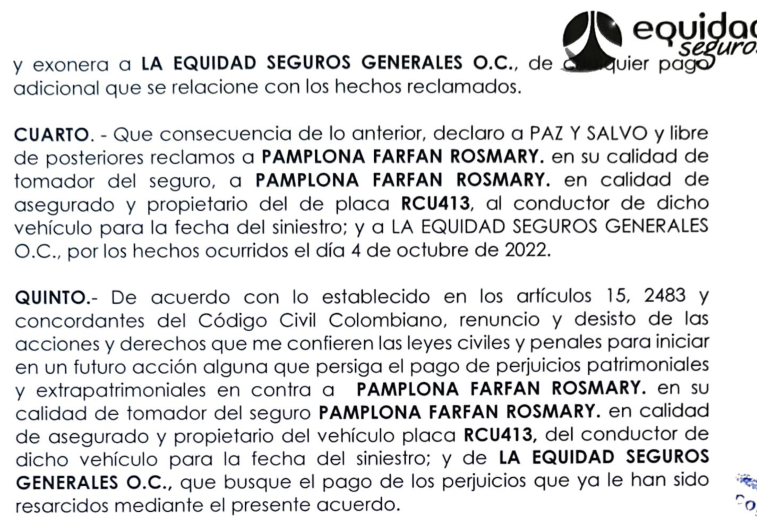 equidad
seguros
y exonera a LA EQUIDAD SEGUROS GENERALES O.C., de cualquier pago
adicional que se relacione con los hechos reclamados.
CUARTO. - Que consecuencia de lo anterior, declaro a PAZ Y SALVO y libre
de posteriores reclamos a PAMPLONA FARFAN ROSMARY. en su calidad de
tomador del seguro, a PAMPLONA FARFAN ROSMARY. en calidad de
asegurado y propietario del de placa RCU413, al conductor de dicho
vehículo para la fecha del siniestro; y a LA EQUIDAD SEGUROS GENERALES
O.C., por los hechos ocurridos el día 4 de octubre de 2022.
QUINTO.- De acuerdo con lo establecido en los artículos 15, 2483 y
concordantes del Código Civil Colombiano, renuncio y desisto de las
acciones y derechos que me confieren las leyes civiles y penales para iniciar
en un futuro acción alguna que persiga el pago de perjuicios patrimoniales
y extrapatrimoniales en contra a PAMPLONA FARFAN ROSMARY. en su
calidad de tomador del seguro PAMPLONA FARFAN ROSMARY. en calidad
de asegurado y propietario del vehículo placa RCU413, del conductor de
dicho vehículo para la fecha del siniestro; y de LA EQUIDAD SEGUROS
GENERALES O.C., que busque el pago de los perjuicios que ya le han sido
resarcidos mediante el presente acuerdo.